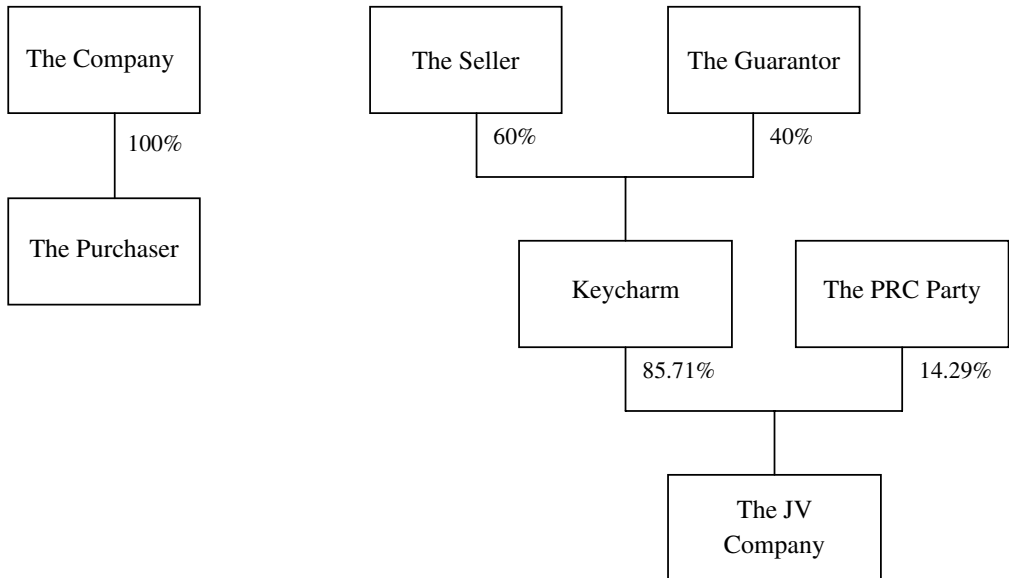 The Company
The Seller
The Guarantor
100%
60%
40%
The Purchaser
Keycharm
The PRC Party
85.71%
14.29%
The JV
Company